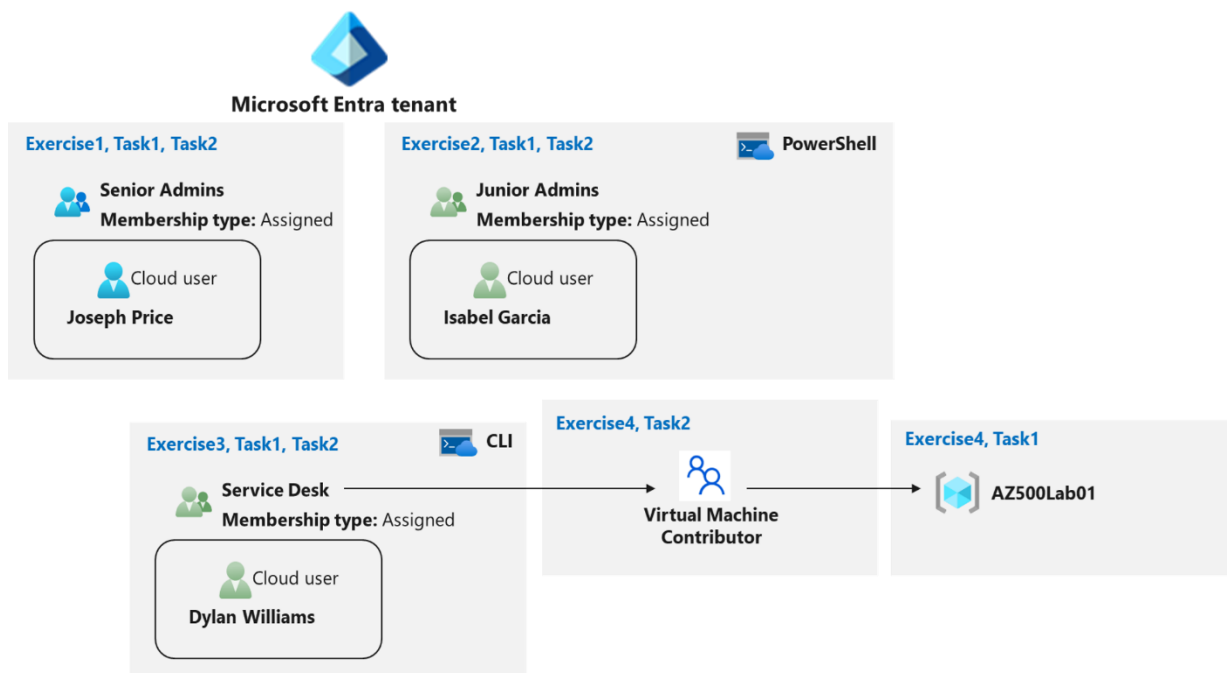 Microsoft Entra tenant
Exercise1, Task1, Task2
Senior Admins
Membership type: Assigned
Cloud user
Joseph Price
Exercise2, Task1, Task2
PowerShell
Junior Admins
Membership type: Assigned
Cloud user
Isabel Garcia
Exercise3, Task1, Task2
CLI
Service Desk
Membership type: Assigned
Cloud user
Dylan Williams
Exercise4, Task2
Virtual Machine
Contributor
Exercise4, Task1
AZ500Lab01